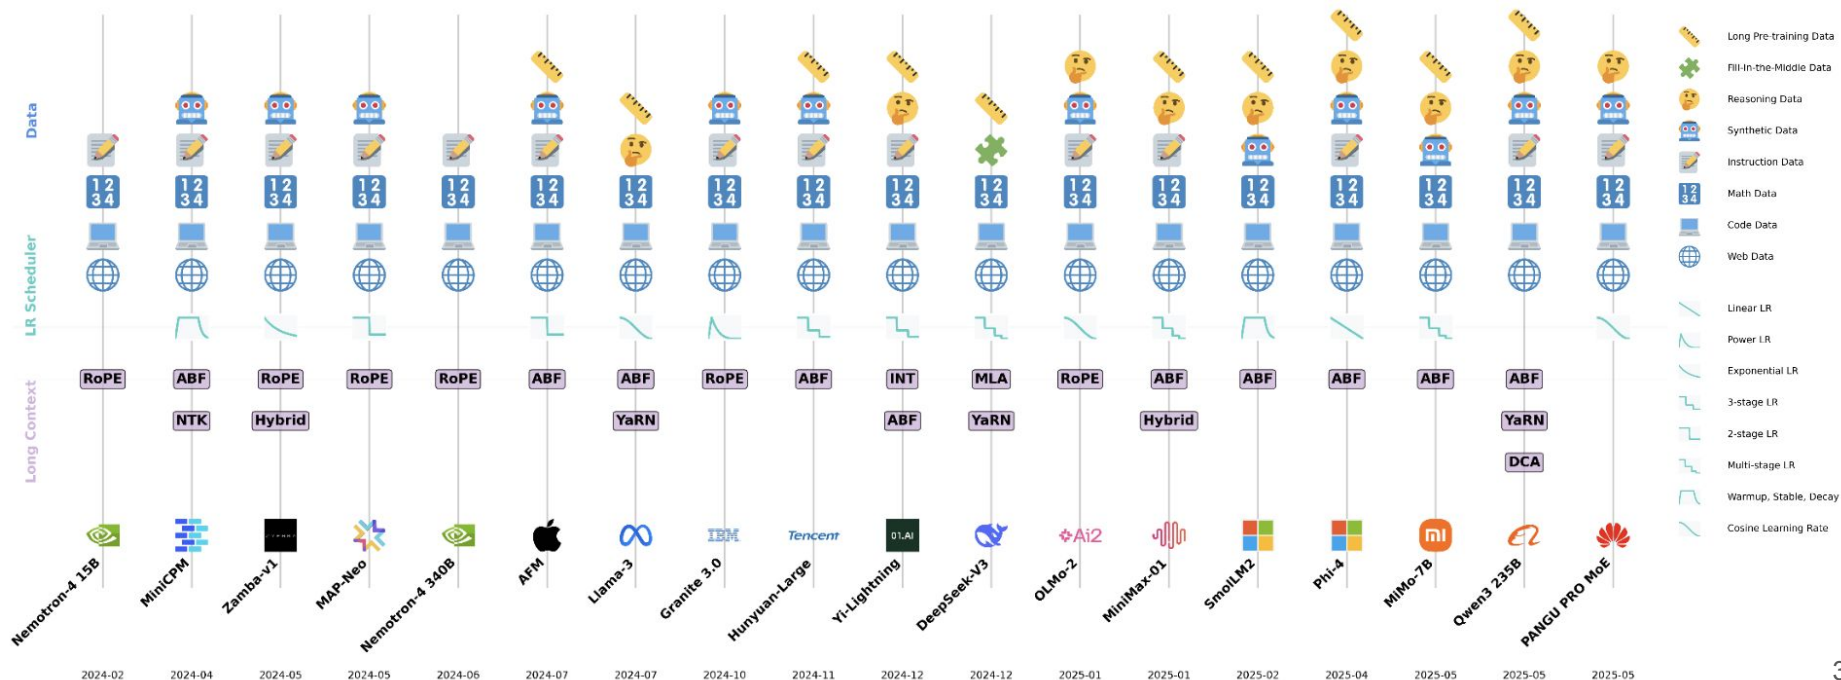 Data
LR Scheduler
Long Context
RoPE ABF RoPE RoPE RoPE ABF ABF RoPE ABF INT MLA RoPE ABF ABF ABF ABF ABF
NTK Hybrid YaRN ABF YaRN Hybrid YaRN
DCA
IBM Tencent 01.AI Ai2 mi
Nemotron-4 15B
MiniCPM
Zamba-v1
MAP-Neo
Nemotron-4 340B
AFM
Llama-3
Granite 3.0
Hunyuan-Large
Yi-Lightning
DeepSeek-V3
OLMo-2
MiniMax-01
SmolLM2
Phi-4
MiMo-7B
Qwen3 235B
PANGU PRO MoE
2024-02 2024-04 2024-05 2024-05 2024-06 2024-07 2024-07 2024-10 2024-11 2024-12 2024-12 2025-01 2025-01 2025-02 2025-04 2025-05 2025-05 2025-05
Long Pre-training Data
Fill-in-the-Middle Data
Reasoning Data
Synthetic Data
Instruction Data
1 2
3 4
Math Data
Code Data
Web Data
Linear LR
Power LR
Exponential LR
3-stage LR
2-stage LR
Multi-stage LR
Warmup, Stable, Decay
Cosine Learning Rate